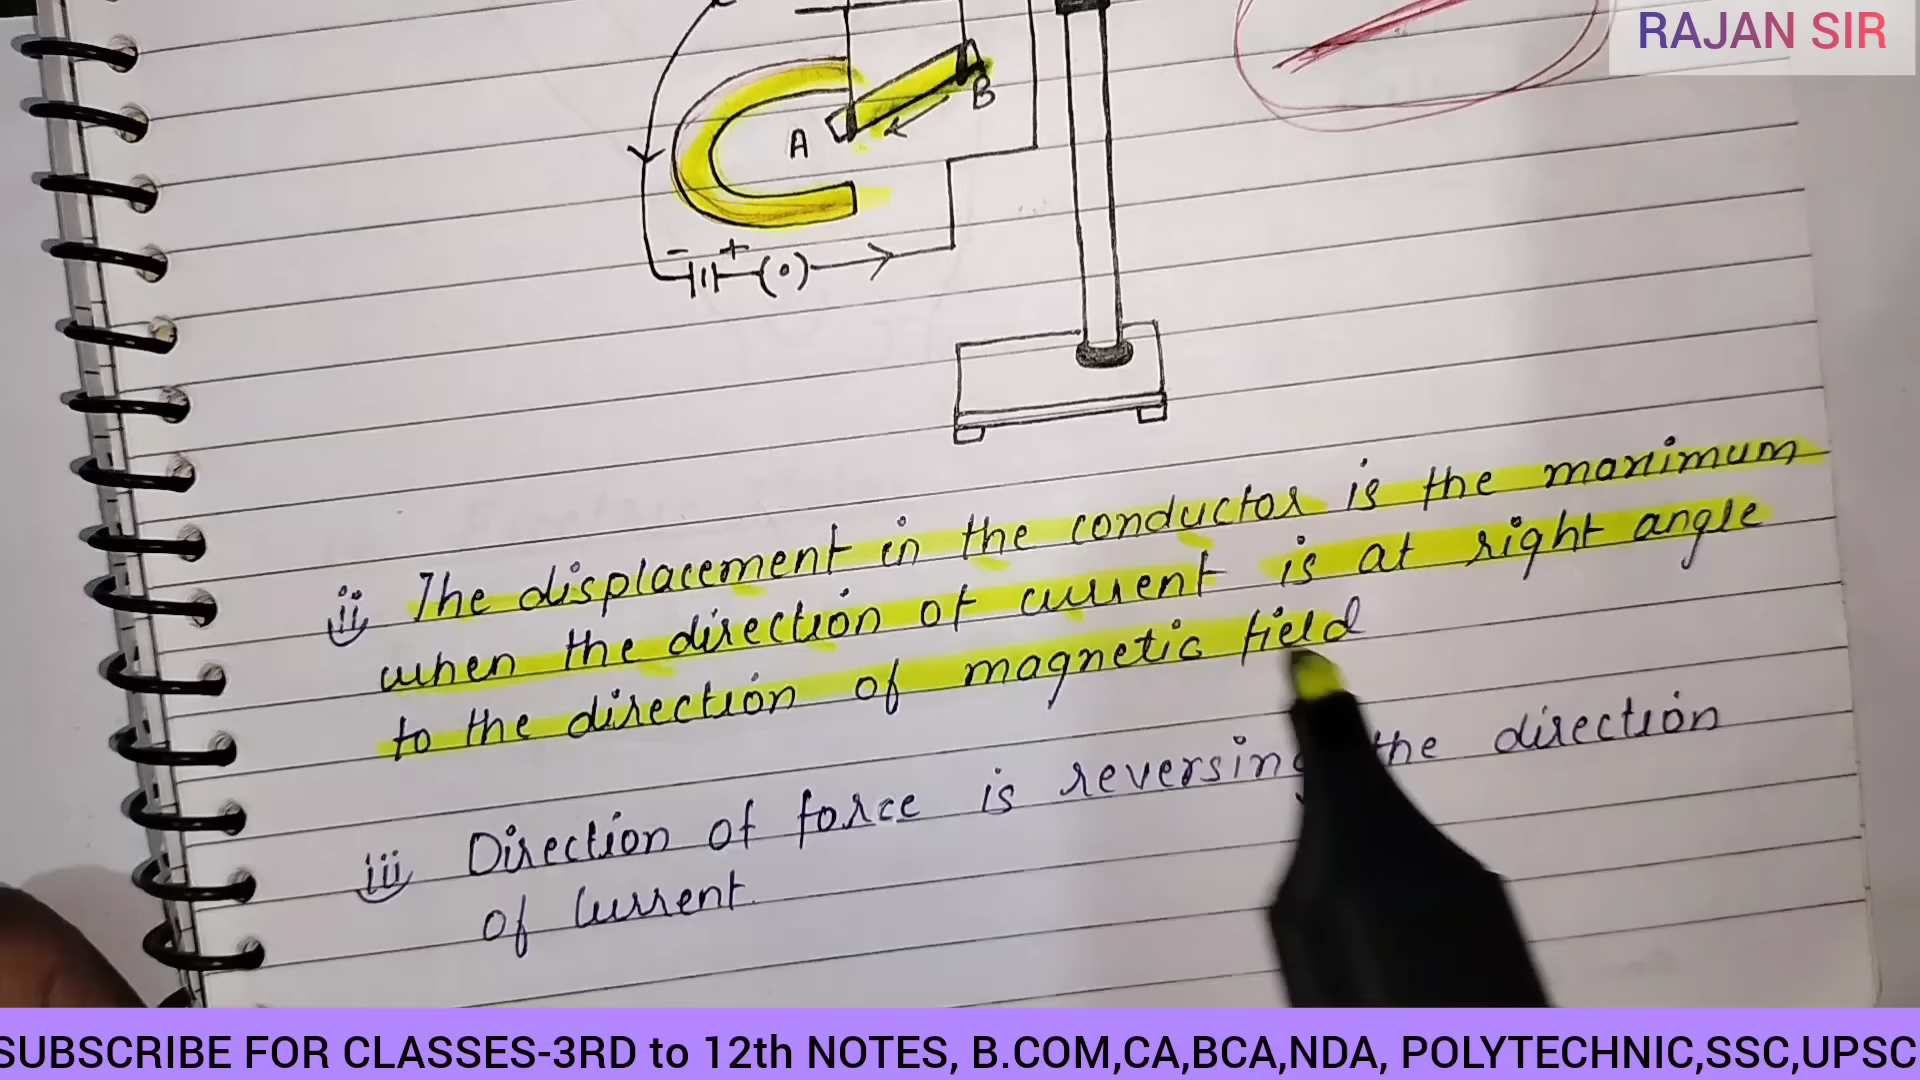 RAJAN SIR
B
A
- +
ii) The displacement in the conductor is the maximum
when the direction of current is at right angle
to the direction of magnetic field
iii) Direction of force is reversing the direction
of current.
SUBSCRIBE FOR CLASSES-3RD to 12th NOTES, B.COM,CA,BCA,NDA, POLYTECHNIC,SSC,UPSC